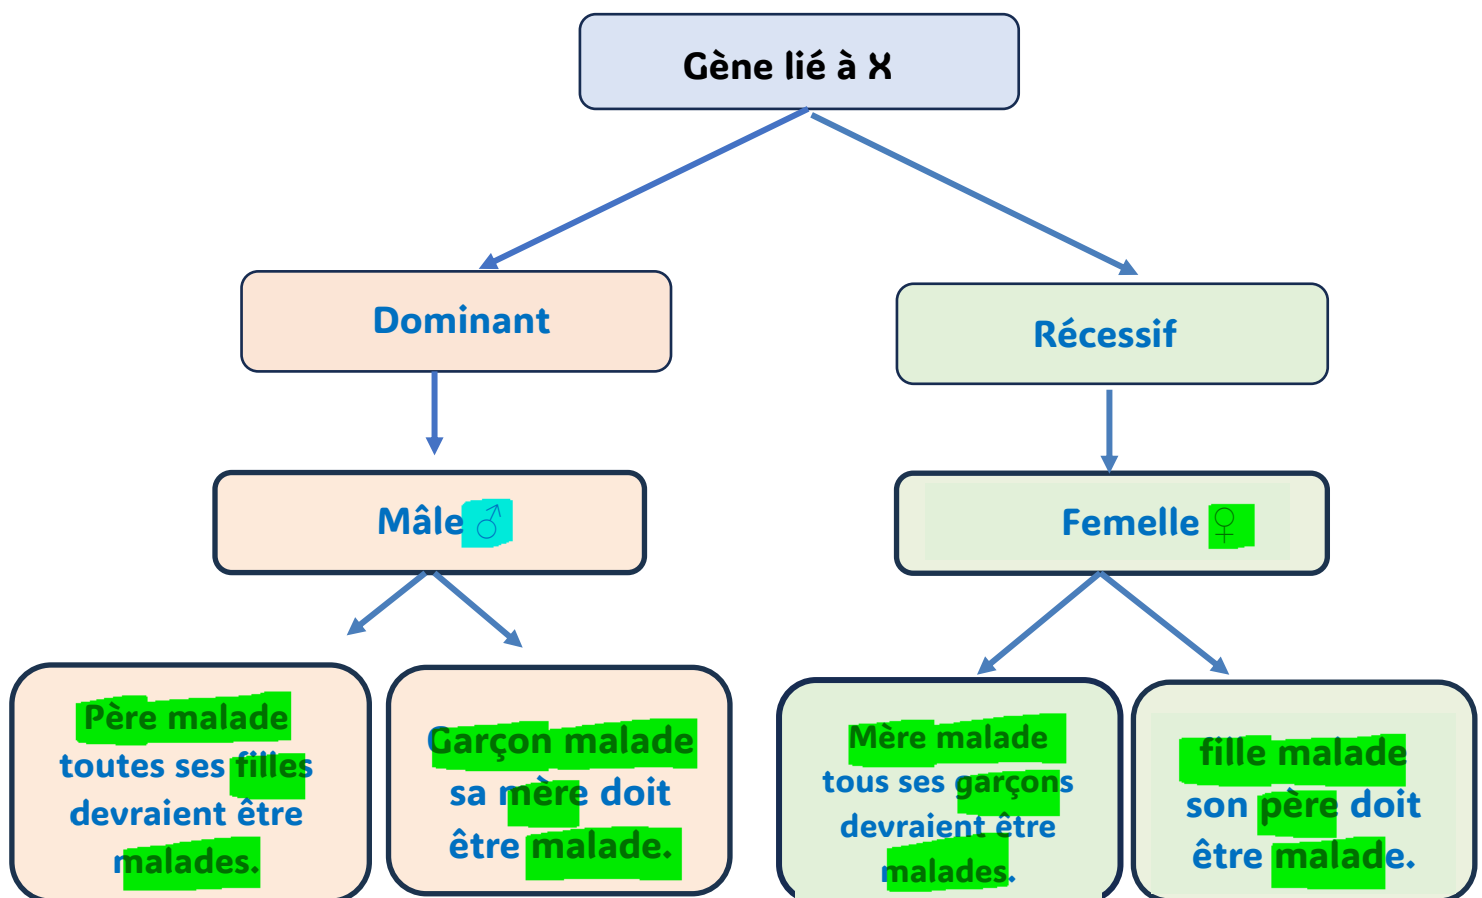 Gène lié à X
Dominant
Récessif
Mâle ♂
Femelle ♀
Père malade
toutes ses filles
devraient être
malades.
Garçon malade
sa mère doit
être malade.
Mère malade
tous ses garçons
devraient être
malades.
fille malade
son père doit
être malade.